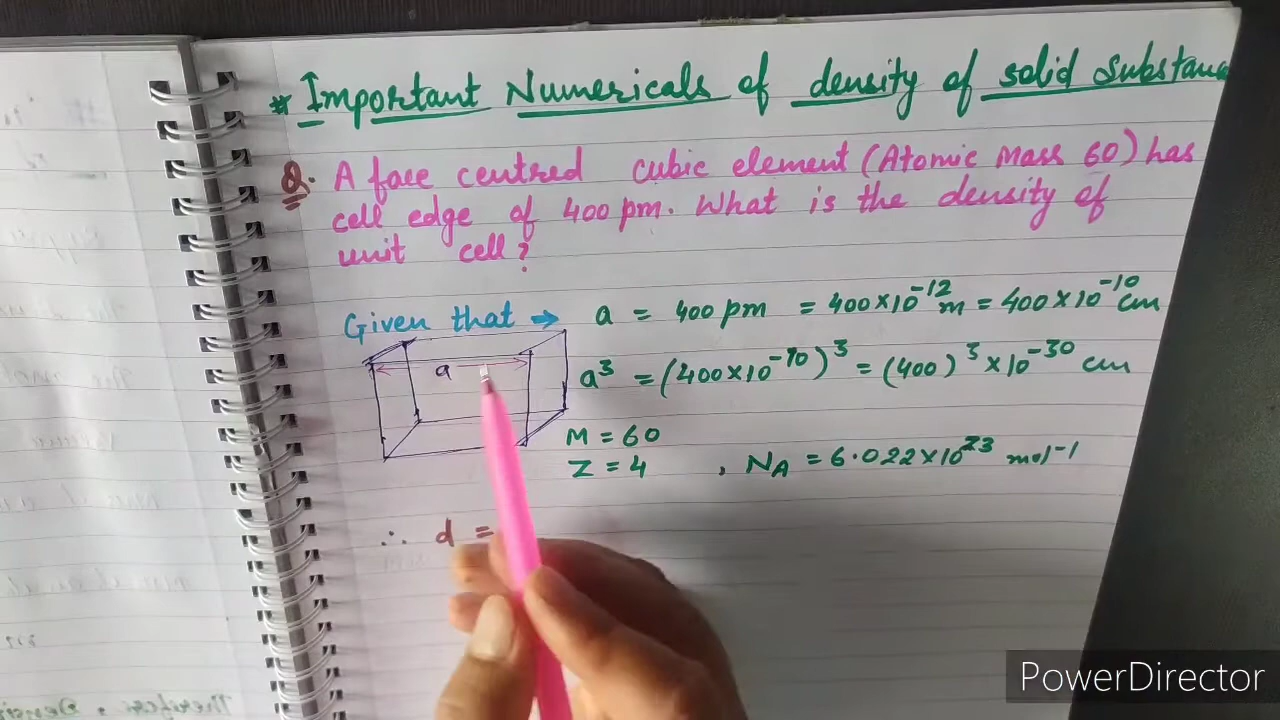 * Important Numericals of density of solid substanc
Q. A face centred cubic element (Atomic Mass 60) has
cell edge of 400 pm. What is the density of
unit cell?
Given that → a = 400 pm = 400×10⁻¹² m = 400×10⁻¹⁰ cm
a
a³ = (400×10⁻¹⁰)³ = (400)³ ×10⁻³⁰ cm
M = 60
Z = 4 , N_A = 6.022×10²³ mol⁻¹
∴ d =
PowerDirector